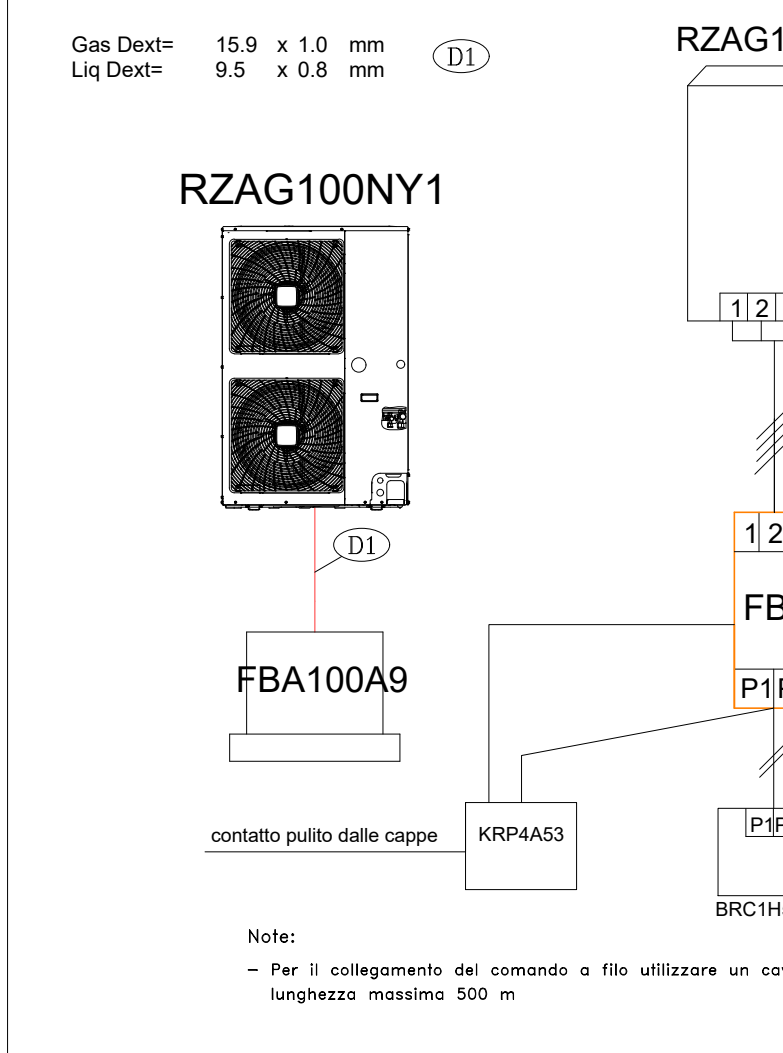 Gas Dext= 15.9 x 1.0 mm
Liq Dext= 9.5 x 0.8 mm
D1
RZAG1
RZAG100NY1
1 2
D1
1 2
FB
FBA100A9
P1
contatto pulito dalle cappe
KRP4A53
P1P
BRC1H
Note:
– Per il collegamento del comando a filo utilizzare un
lunghezza massima 500 m